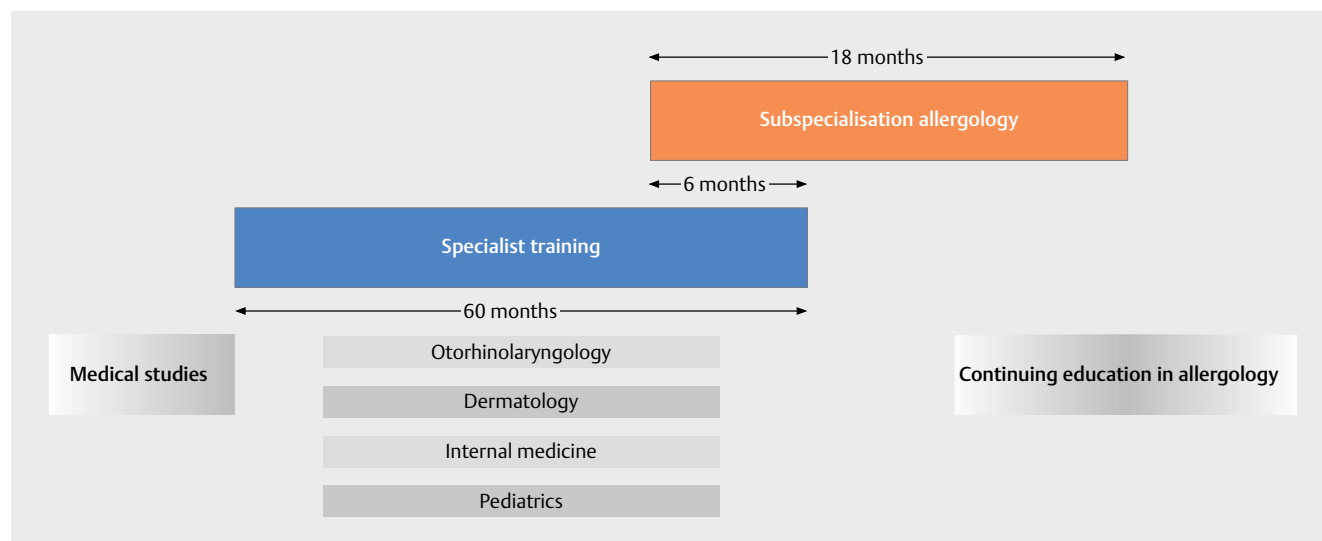 18 months
Subspecialisation allergology
6 months
Specialist training
60 months
Otorhinolaryngology
Medical studies
Continuing education in allergology
Dermatology
Internal medicine
Pediatrics